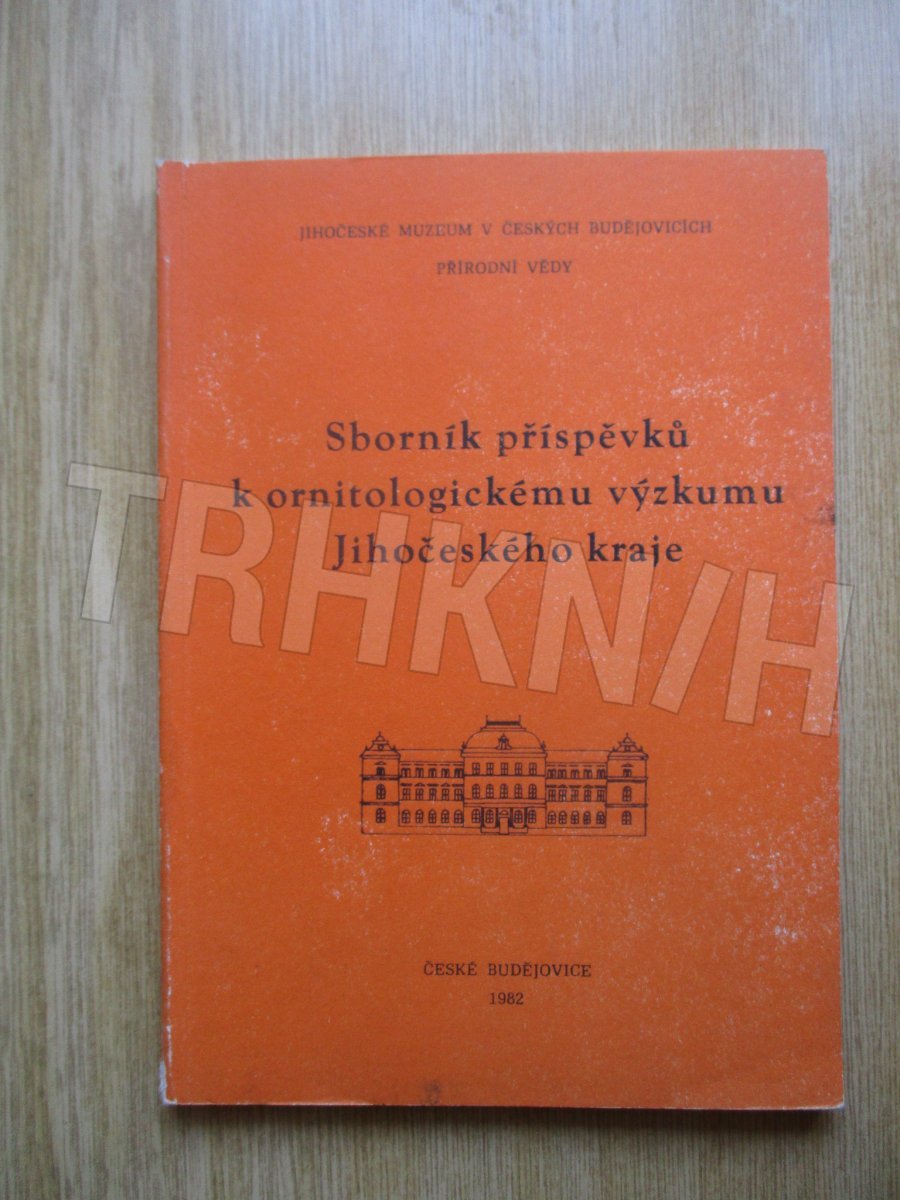 JIHOČESKÉ MUZEUM V ČESKÝCH BUDĚJOVICÍCH
PŘÍRODNÍ VĚDY
Sborník příspěvků
k ornitologickému výzkumu
Jihočeského kraje
TRHKNIH
ČESKÉ BUDĚJOVICE
1982